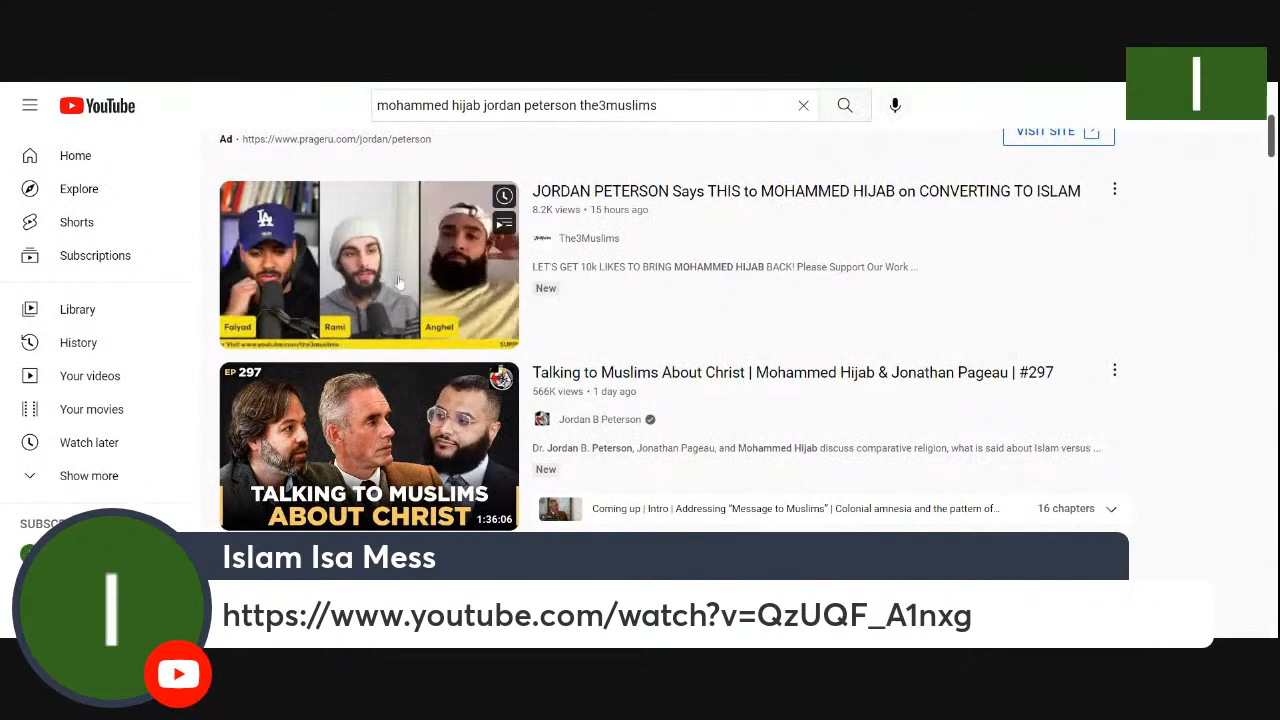 YouTube
mohammed hijab jordan peterson the3muslims
I
Ad · https://www.prageru.com/jordan/peterson
VISIT SITE
Home
Explore
Shorts
Subscriptions
Library
History
Your videos
Your movies
Watch later
Show more
JORDAN PETERSON Says THIS to MOHAMMED HIJAB on CONVERTING TO ISLAM
8.2K views • 15 hours ago
The3Muslims
LET'S GET 10k LIKES TO BRING MOHAMMED HIJAB BACK! Please Support Our Work ...
New
LA
Faiyad
Rami
Anghel
Visit www.youtube.com/the3muslims
EP 297
TALKING TO MUSLIMS
ABOUT CHRIST
1:36:06
Talking to Muslims About Christ | Mohammed Hijab & Jonathan Pageau | #297
566K views • 1 day ago
Jordan B Peterson
Dr. Jordan B. Peterson, Jonathan Pageau, and Mohammed Hijab discuss comparative religion, what is said about Islam versus ...
New
Coming up | Intro | Addressing “Message to Muslims” | Colonial amnesia and the pattern of...
16 chapters
I
Islam Isa Mess
https://www.youtube.com/watch?v=QzUQF_A1nxg